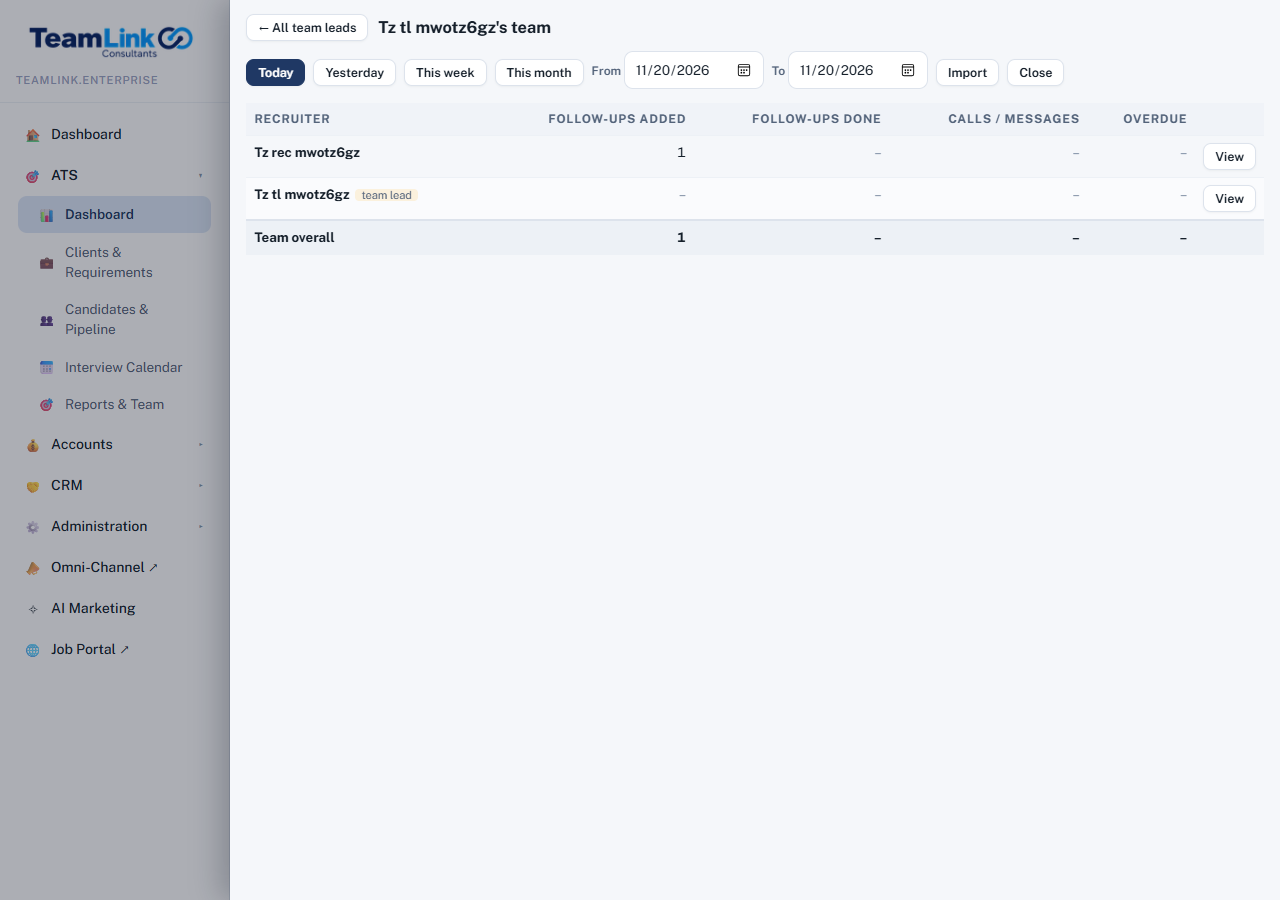 TeamLink
Consultants
TEAMLINK.ENTERPRISE
Dashboard
ATS
Dashboard
Clients &
Requirements
Candidates &
Pipeline
Interview Calendar
Reports & Team
Accounts
CRM
Administration
Omni-Channel ↗
AI Marketing
Job Portal ↗
← All team leads Tz tl mwotz6gz's team
Today Yesterday This week This month From 11/20/2026 To 11/20/2026 Import Close
RECRUITER FOLLOW-UPS ADDED FOLLOW-UPS DONE CALLS / MESSAGES OVERDUE
Tz rec mwotz6gz 1 – – – View
Tz tl mwotz6gz team lead – – – – View
Team overall 1 – – –